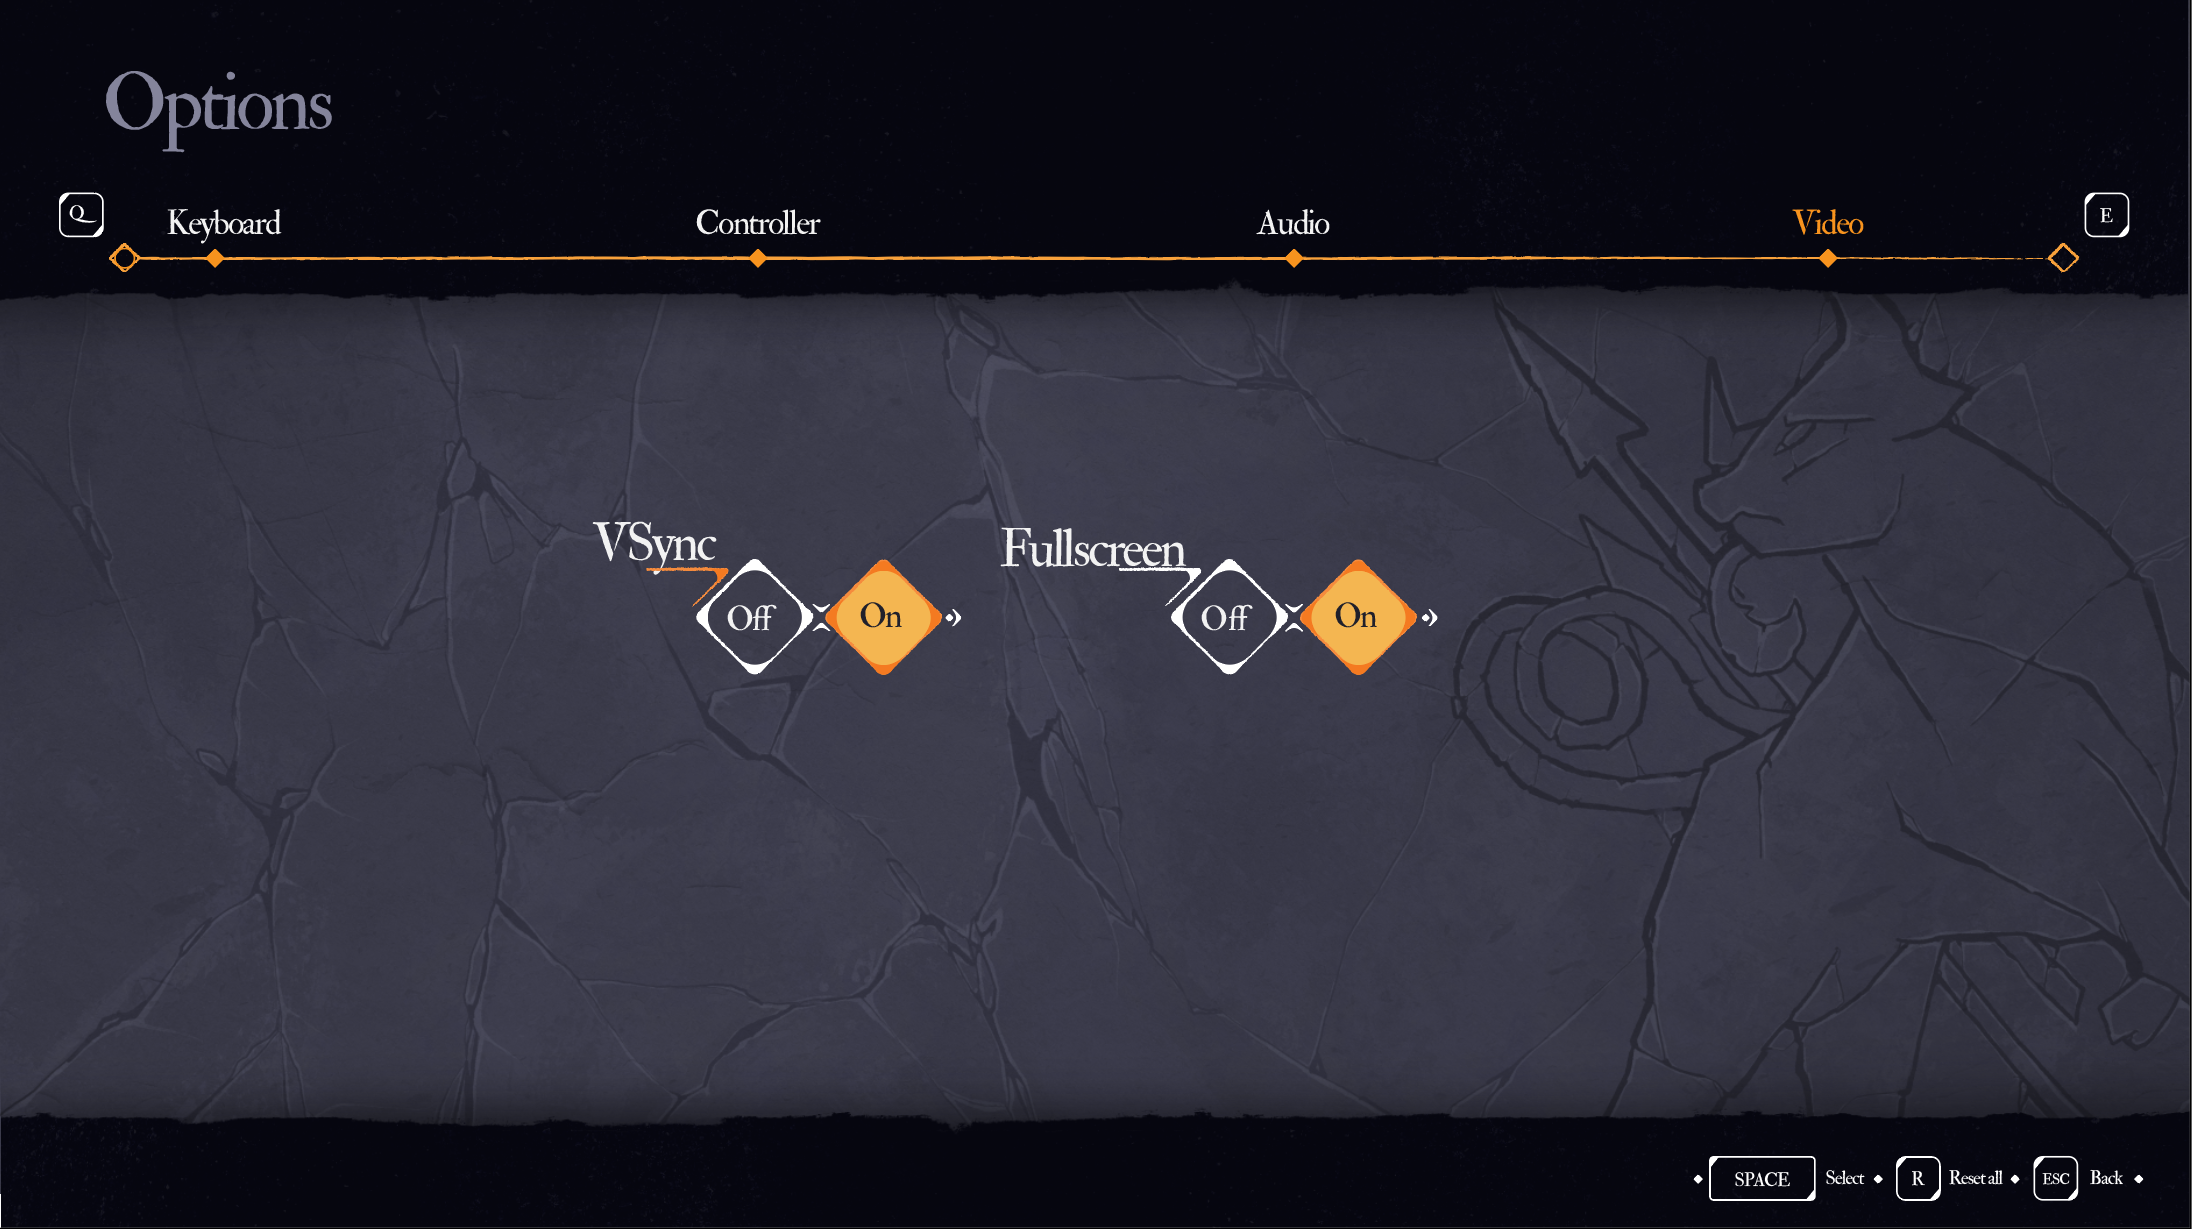 Options
Q
Keyboard
Controller
Audio
Video
E
VSync
Off
On
Fullscreen
Off
On
SPACE Select R Reset all ESC Back